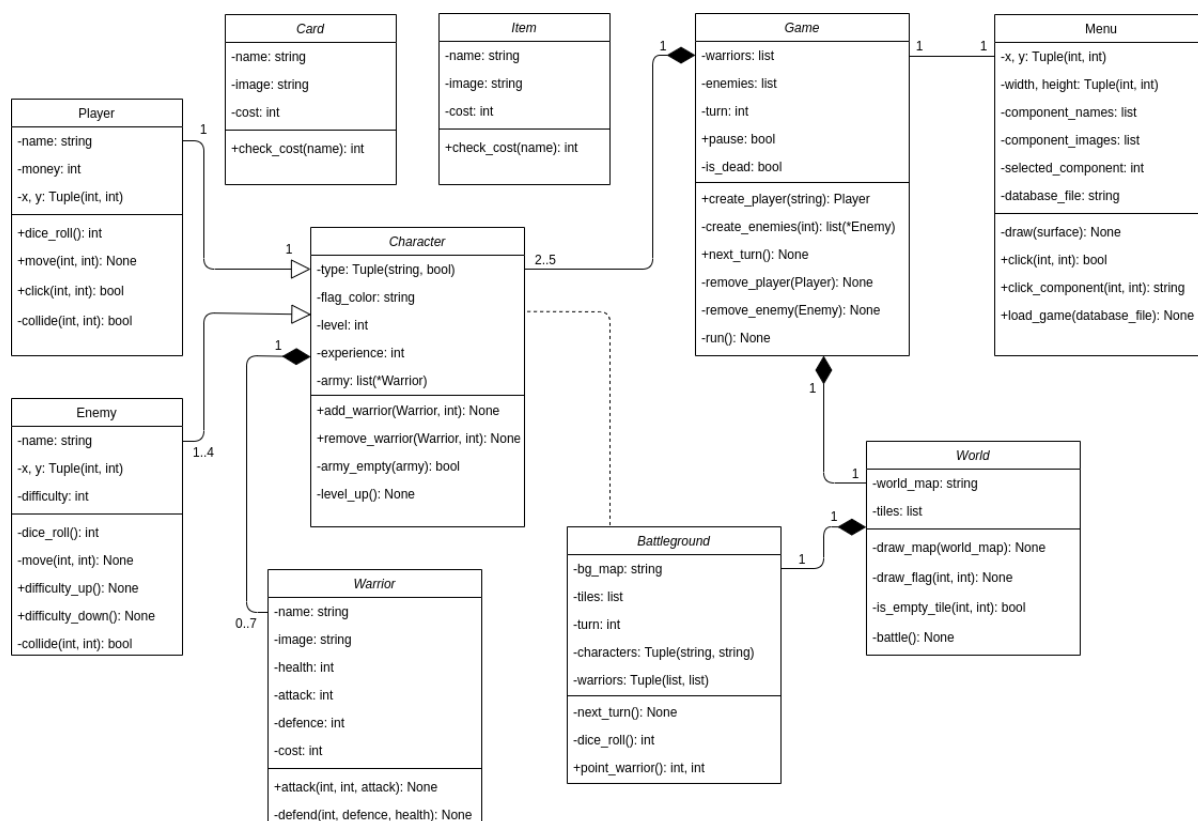 Card
-name: string
-image: string
-cost: int
+check_cost(name): int
Item
-name: string
-image: string
-cost: int
+check_cost(name): int
Game
-warriors: list
-enemies: list
-turn: int
+pause: bool
-is_dead: bool
+create_player(string): Player
-create_enemies(int): list(*Enemy)
+next_turn(): None
-remove_player(Player): None
-remove_enemy(Enemy): None
-run(): None
Menu
-x, y: Tuple(int, int)
-width, height: Tuple(int, int)
-component_names: list
-component_images: list
-selected_component: int
-database_file: string
-draw(surface): None
+click(int, int): bool
+click_component(int, int): string
+load_game(database_file): None
1
1
1
Player
-name: string
-money: int
-x, y: Tuple(int, int)
+dice_roll(): int
+move(int, int): None
+click(int, int): bool
-collide(int, int): bool
1
1
Character
-type: Tuple(string, bool)
-flag_color: string
-level: int
-experience: int
-army: list(*Warrior)
+add_warrior(Warrior, int): None
+remove_warrior(Warrior, int): None
-army_empty(army): bool
-level_up(): None
2..5
1
1
Enemy
-name: string
-x, y: Tuple(int, int)
-difficulty: int
-dice_roll(): int
-move(int, int): None
+difficulty_up(): None
+difficulty_down(): None
-collide(int, int): bool
1..4
World
-world_map: string
-tiles: list
-draw_map(world_map): None
-draw_flag(int, int): None
-is_empty_tile(int, int): bool
-battle(): None
1
1
1
Battleground
-bg_map: string
-tiles: list
-turn: int
-characters: Tuple(string, string)
-warriors: Tuple(list, list)
-next_turn(): None
-dice_roll(): int
+point_warrior(): int, int
Warrior
-name: string
-image: string
-health: int
-attack: int
-defence: int
-cost: int
+attack(int, int, attack): None
-defend(int, defence, health): None
0..7